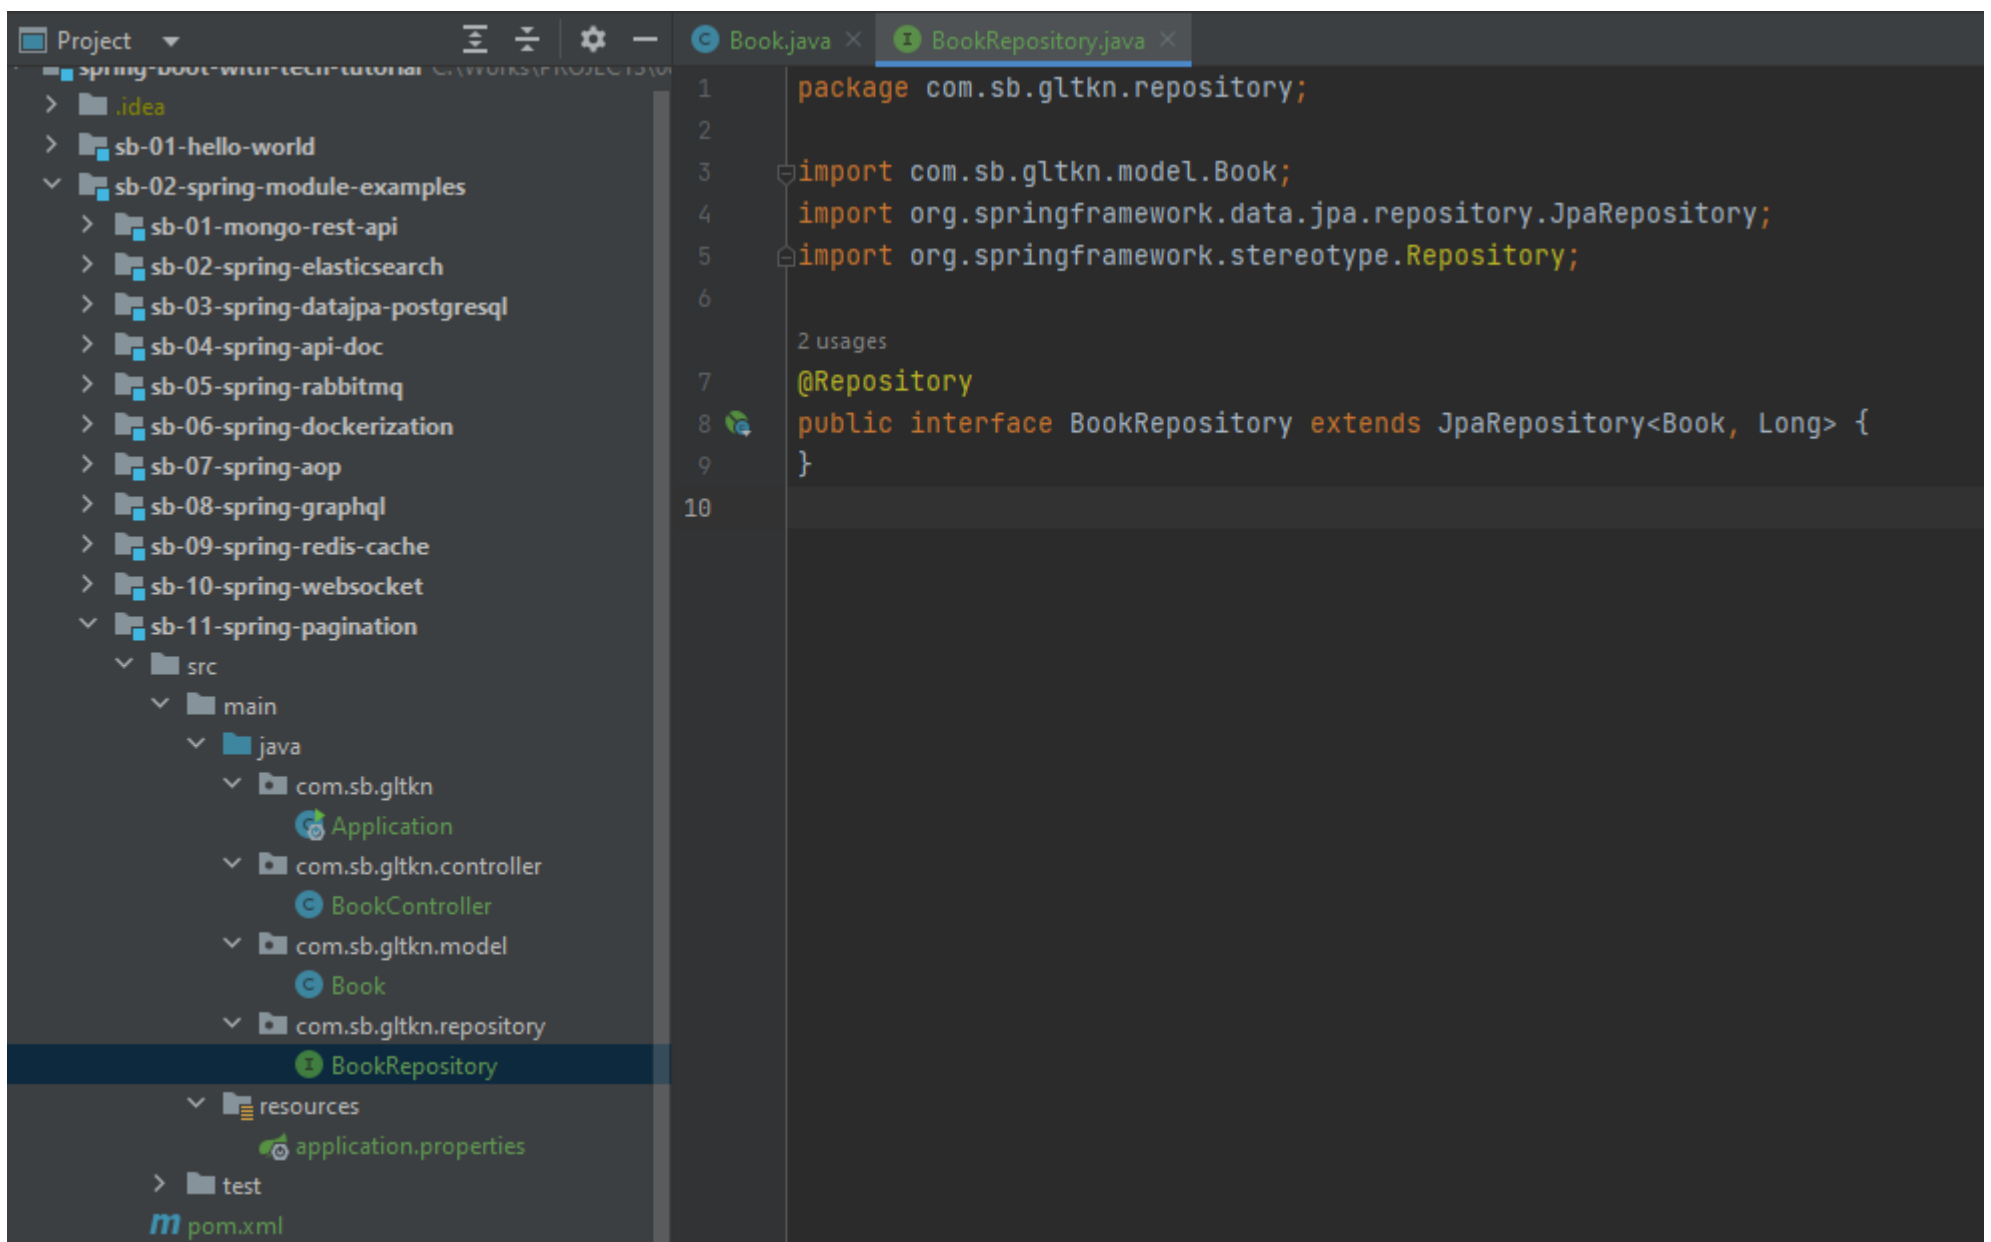 Project
spring-boot-with-tech-tutorial
.idea
sb-01-hello-world
sb-02-spring-module-examples
sb-01-mongo-rest-api
sb-02-spring-elasticsearch
sb-03-spring-datajpa-postgresql
sb-04-spring-api-doc
sb-05-spring-rabbitmq
sb-06-spring-dockerization
sb-07-spring-aop
sb-08-spring-graphql
sb-09-spring-redis-cache
sb-10-spring-websocket
sb-11-spring-pagination
src
main
java
com.sb.gltkn
Application
com.sb.gltkn.controller
BookController
com.sb.gltkn.model
Book
com.sb.gltkn.repository
BookRepository
resources
application.properties
test
pom.xml
Book.java BookRepository.java
1 package com.sb.gltkn.repository;
2
3 import com.sb.gltkn.model.Book;
4 import org.springframework.data.jpa.repository.JpaRepository;
5 import org.springframework.stereotype.Repository;
6
2 usages
7 @Repository
8 public interface BookRepository extends JpaRepository<Book, Long> {
9 }
10